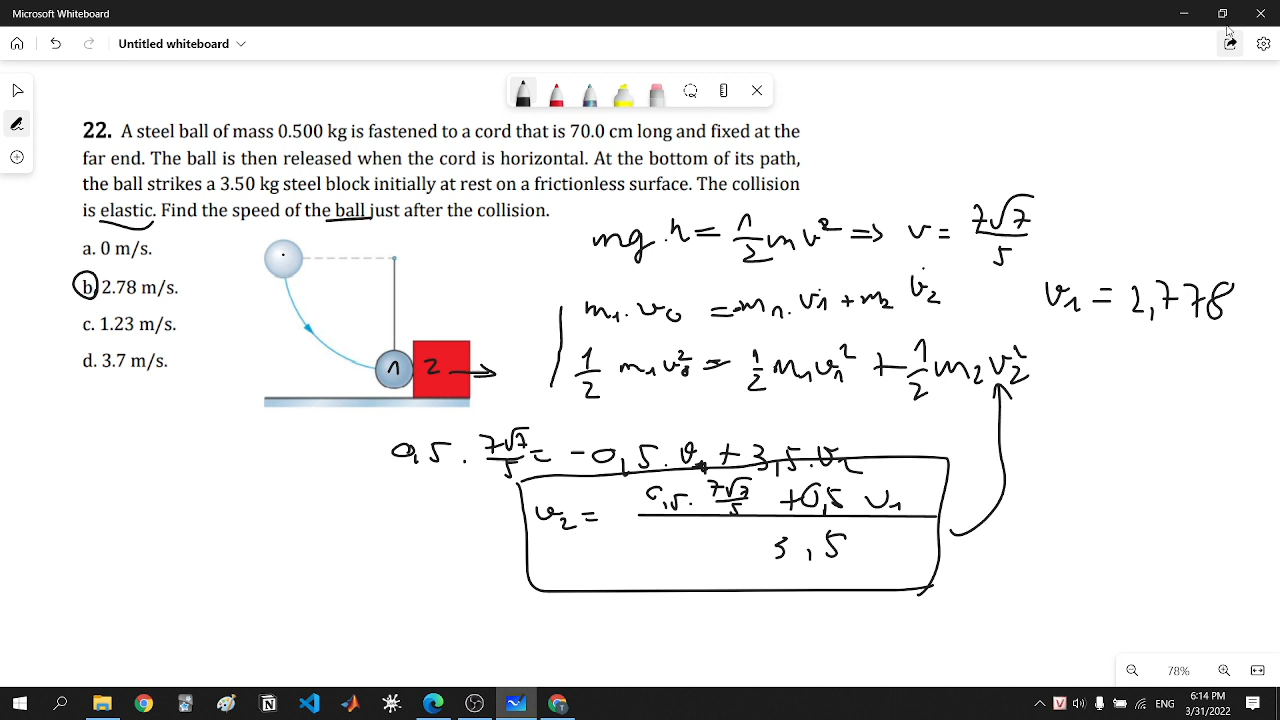 Microsoft Whiteboard
Untitled whiteboard
22. A steel ball of mass 0.500 kg is fastened to a cord that is 70.0 cm long and fixed at the
far end. The ball is then released when the cord is horizontal. At the bottom of its path,
the ball strikes a 3.50 kg steel block initially at rest on a frictionless surface. The collision
is elastic. Find the speed of the ball just after the collision.
a. 0 m/s.
b. 2.78 m/s.
c. 1.23 m/s.
d. 3.7 m/s.
1 2
mg.h = 1/2 m v² => v = 7√7/5
m1.v0 = -m1.v1 + m2 v2
v1 = 2,778
1/2 m1v0² = 1/2 m1v1² + 1/2 m2v2²
0,5 . 7√7/5 = -0,5.v1 + 3,5.v2
v2 = 0,5. 7√7/5 + 0,5 v1 / 3,5
78%
ENG
6:14 PM
3/31/2022